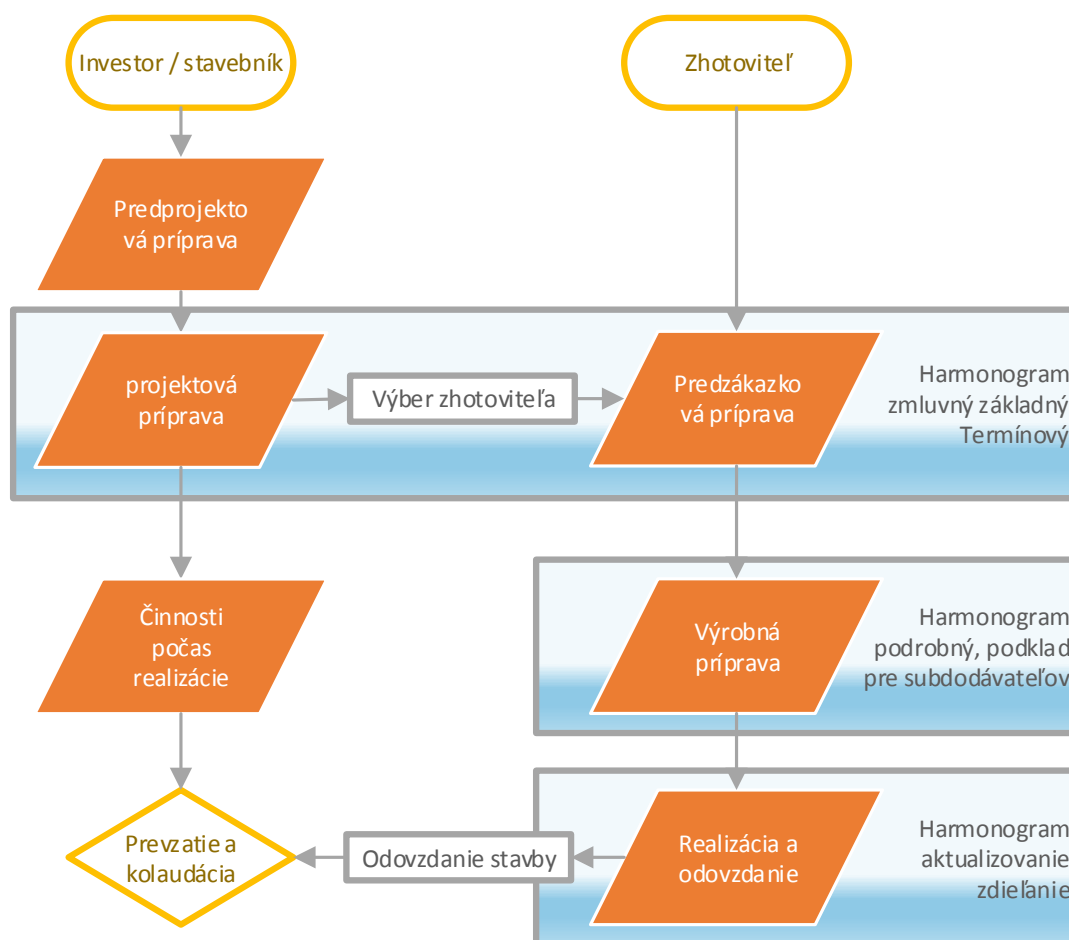 Investor / stavebník
Zhotoviteľ
Predprojekto
vá príprava
projektová
príprava
Výber zhotoviteľa
Predzákazko
vá príprava
Harmonogram
zmluvný základný
Termínový
Činnosti
počas
realizácie
Výrobná
príprava
Harmonogram
podrobný, podklad
pre subdodávateľov
Prevzatie a
kolaudácia
Odovzdanie stavby
Realizácia a
odovzdanie
Harmonogram
aktualizovanie
zdieľanie